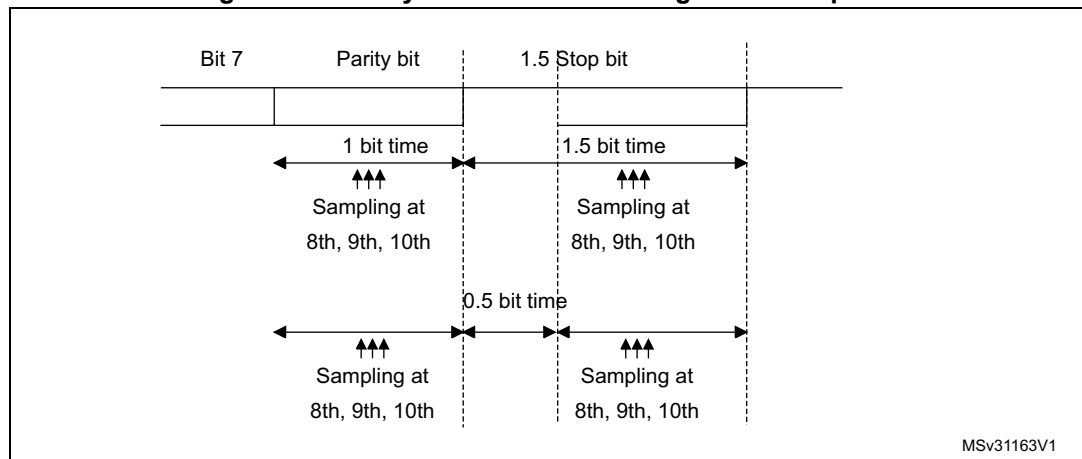 Bit 7 Parity bit 1.5 Stop bit
1 bit time 1.5 bit time
Sampling at Sampling at
8th, 9th, 10th 8th, 9th, 10th
0.5 bit time
Sampling at Sampling at
8th, 9th, 10th 8th, 9th, 10th
MSv31163V1